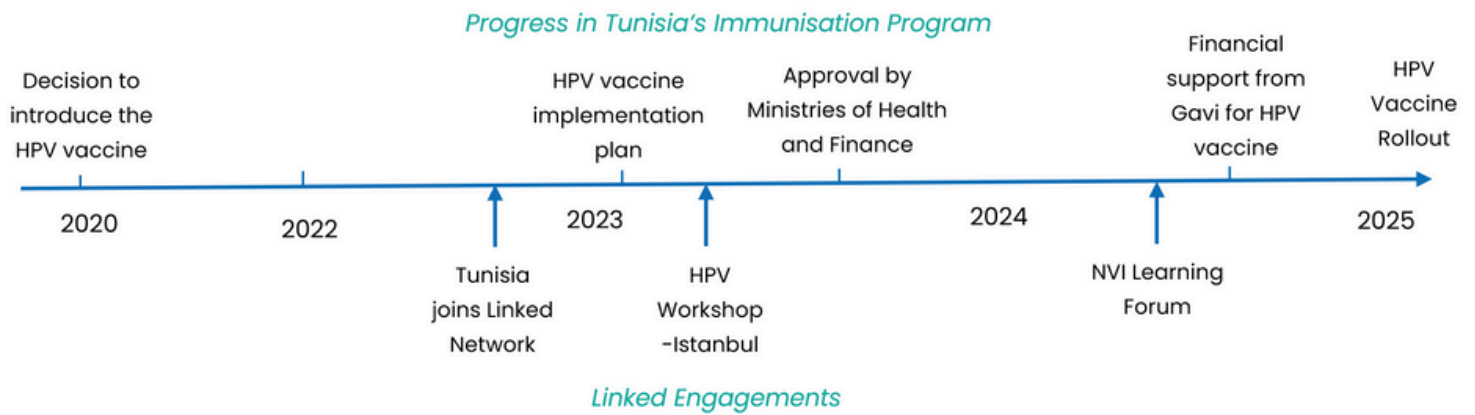 Progress in Tunisia's Immunisation Program
Decision to
introduce the
HPV vaccine
HPV vaccine
implementation
plan
Approval by
Ministries of Health
and Finance
Financial
support from
Gavi for HPV
vaccine
HPV
Vaccine
Rollout
2020
2022
2023
2024
2025
Tunisia
joins Linked
Network
HPV
Workshop
-Istanbul
NVI Learning
Forum
Linked Engagements